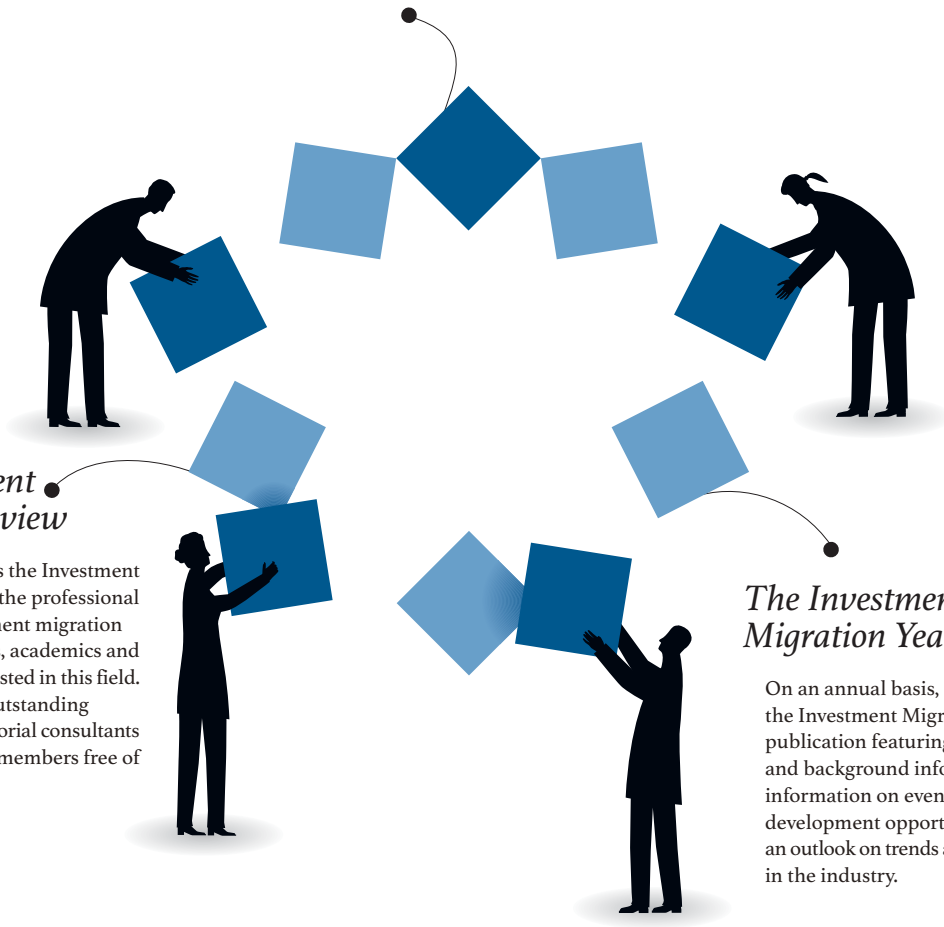 ent
view
s the Investment
the professional
ment migration
, academics and
sted in this field.
utstanding
orial consultants
members free of
The Investmen
Migration Yea
On an annual basis,
the Investment Migr
publication featuring
and background info
information on even
development opport
an outlook on trends a
in the industry.